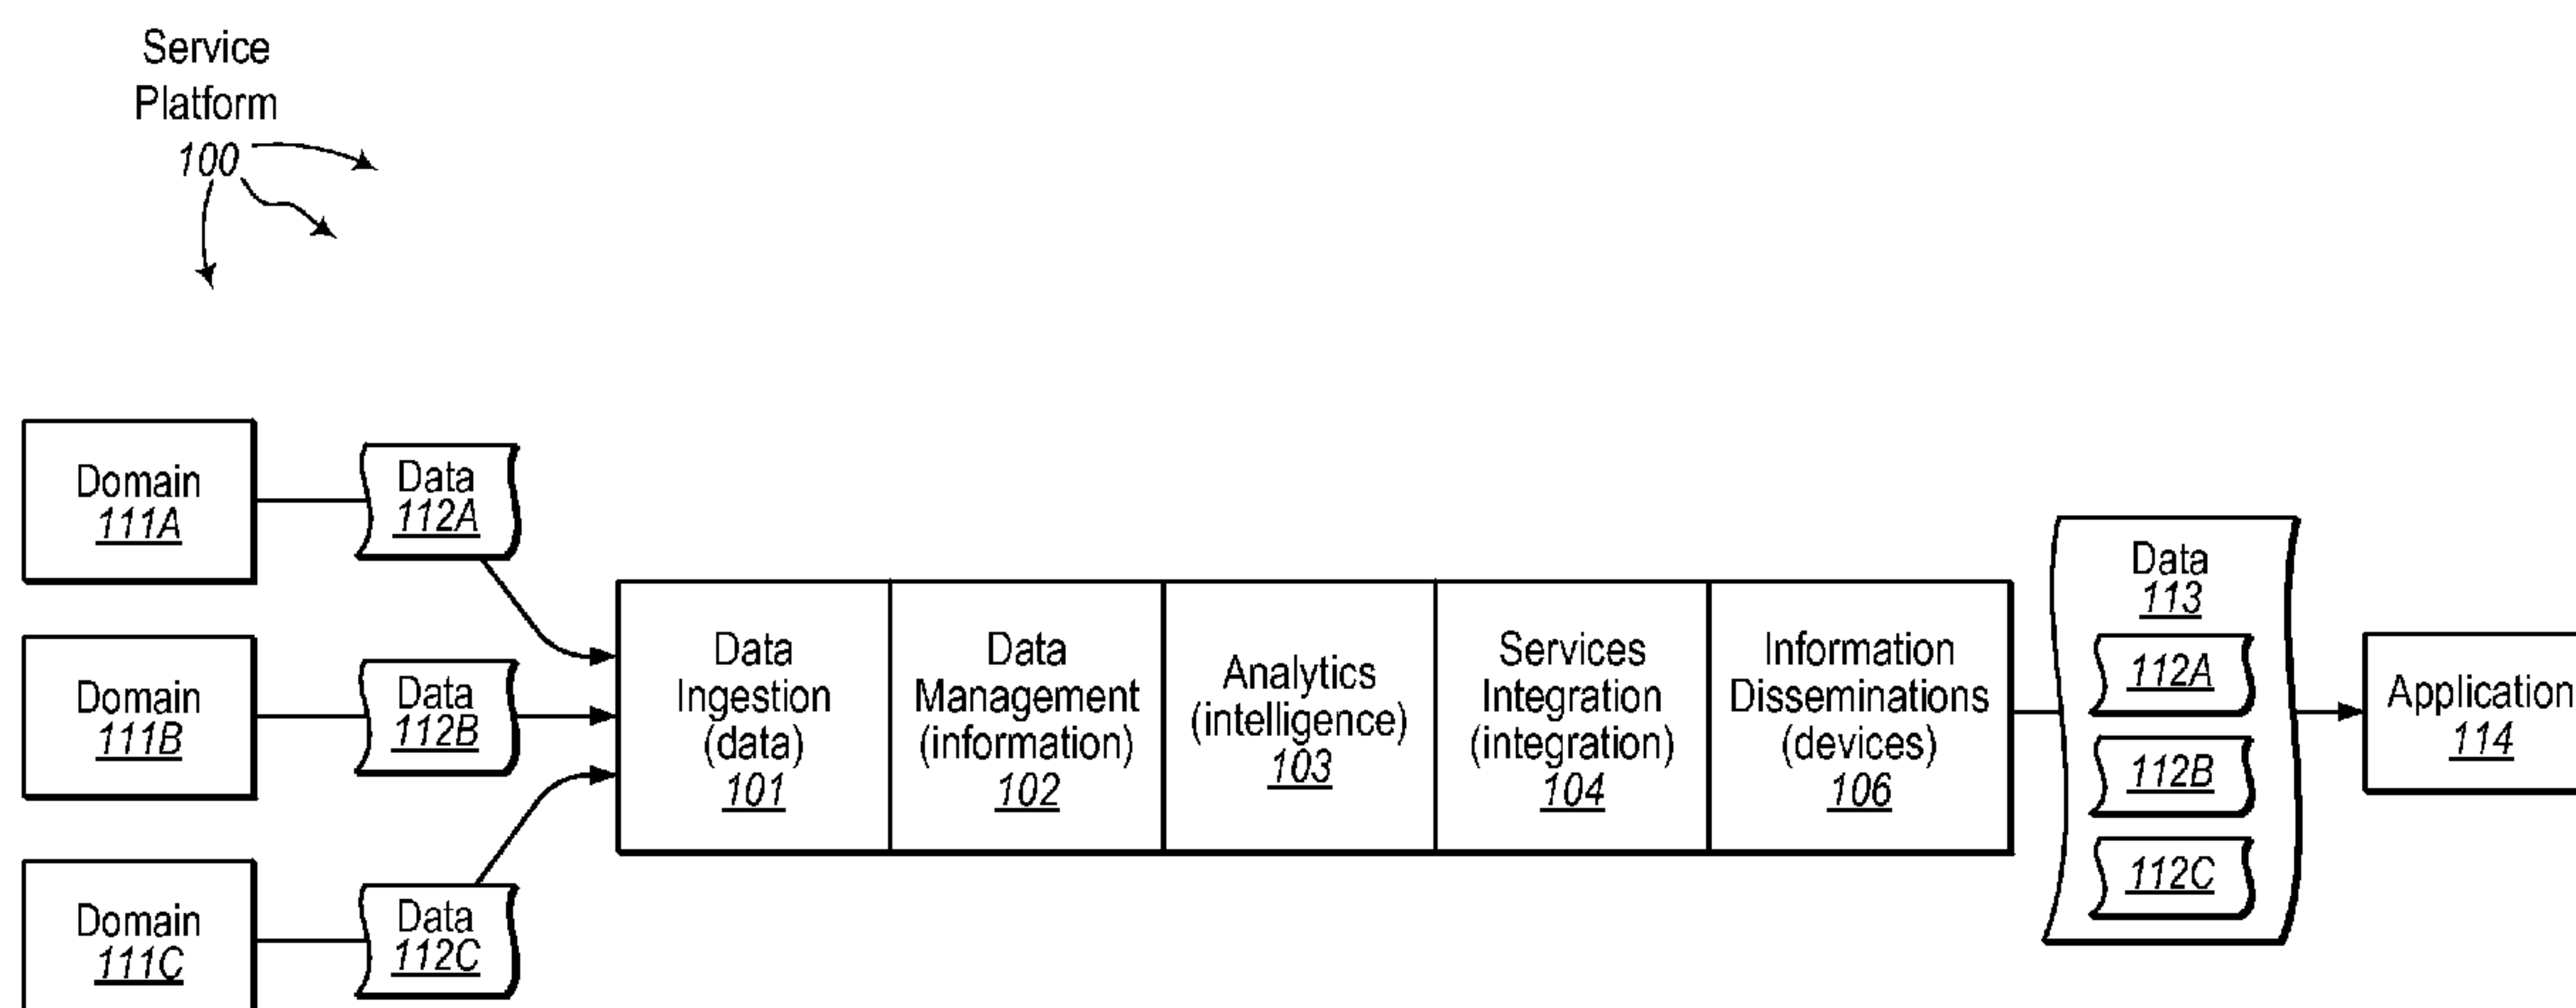 Service
Platform
100
Domain
111A
Data
112A
Domain
111B
Data
112B
Domain
111C
Data
112C
Data
Ingestion
(data)
101
Data
Management
(information)
102
Analytics
(intelligence)
103
Services
Integration
(integration)
104
Information
Disseminations
(devices)
106
Data
113
112A
112B
112C
Application
114